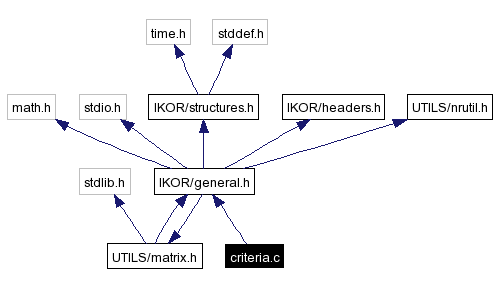 time.h
stddef.h
math.h
stdio.h
IKOR/structures.h
IKOR/headers.h
UTILS/nrutil.h
stdlib.h
IKOR/general.h
UTILS/matrix.h
criteria.c